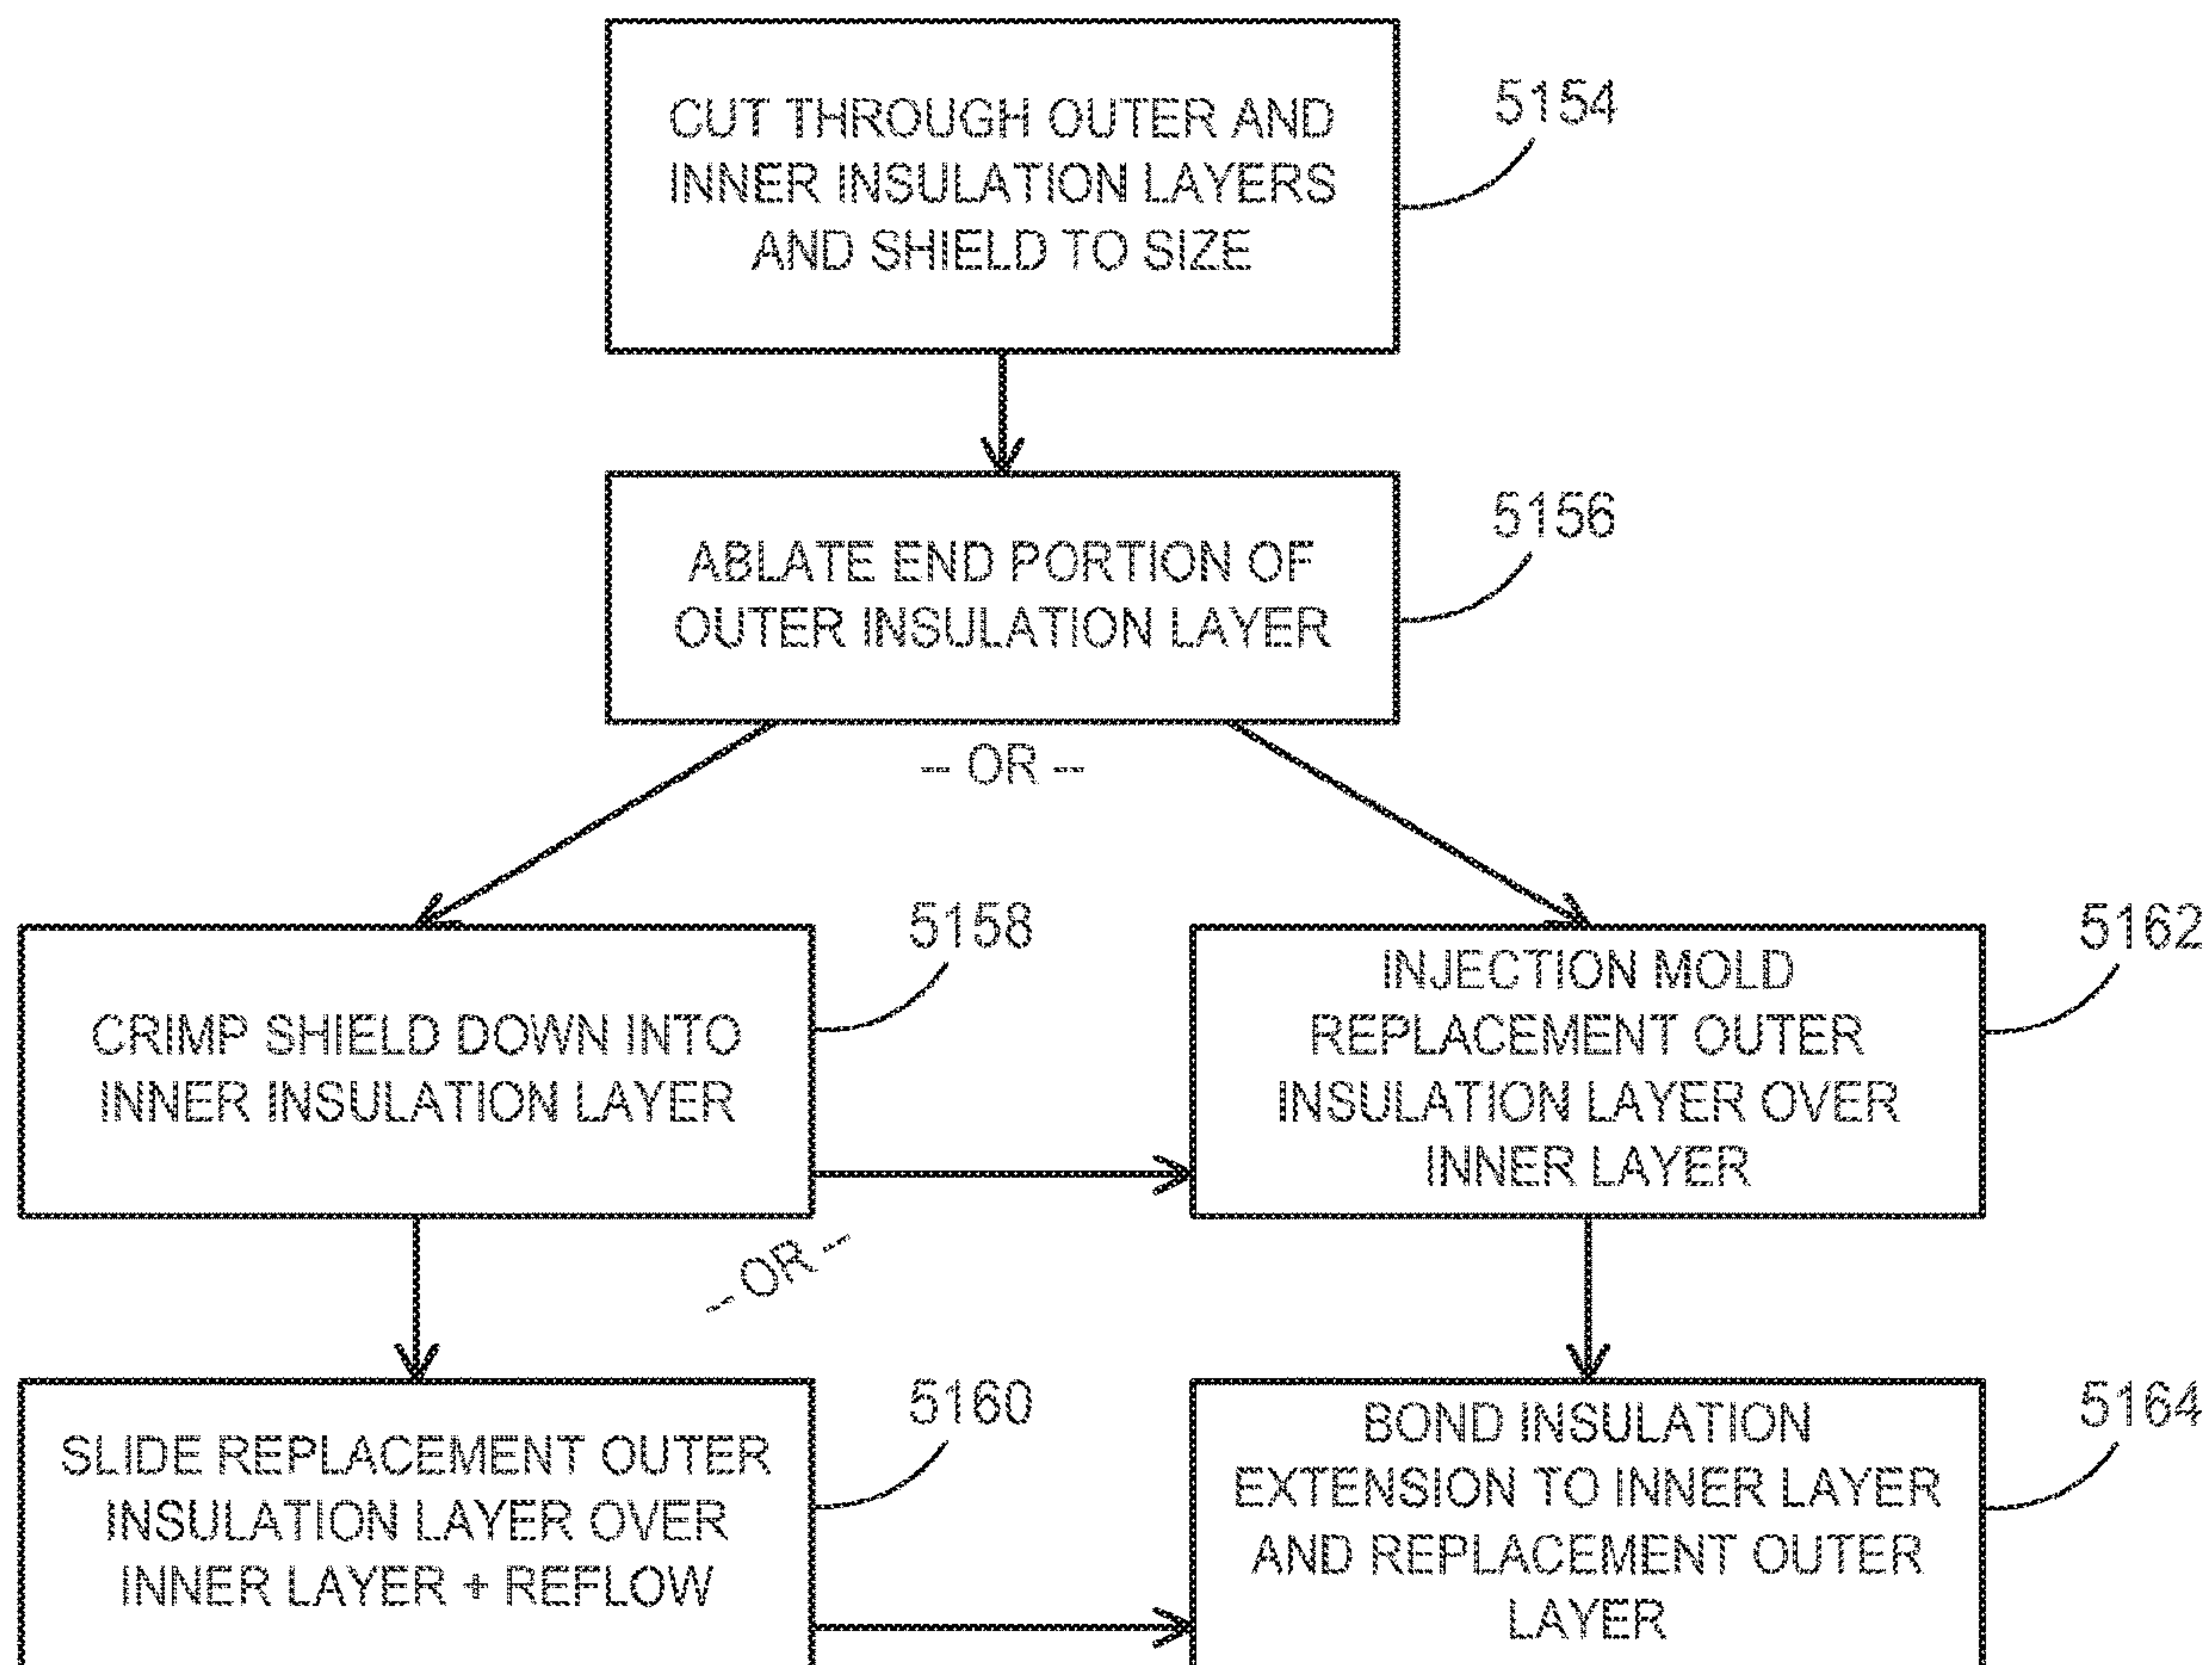 CUT THROUGH OUTER AND
INNER INSULATION LAYERS
AND SHIELD TO SIZE
5154
ABLATE END PORTION OF
OUTER INSULATION LAYER
5156
-- OR --
CRIMP SHIELD DOWN INTO
INNER INSULATION LAYER
5158
INJECTION MOLD
REPLACEMENT OUTER
INSULATION LAYER OVER
INNER LAYER
5162
-- OR --
SLIDE REPLACEMENT OUTER
INSULATION LAYER OVER
INNER LAYER + REFLOW
5160
BOND INSULATION
EXTENSION TO INNER LAYER
AND REPLACEMENT OUTER
LAYER
5164